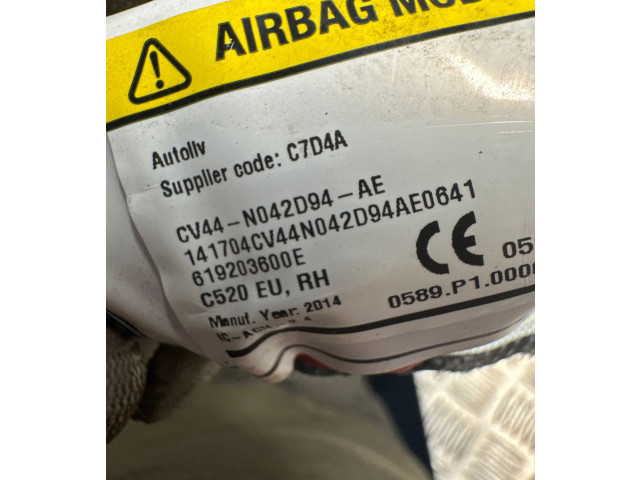 AIRBAG
Autoliv
Supplier code: C7D4A
CV44-N042D94-AE
141704CV44N042D94AE0641
619203600E
C520 EU, RH
Manuf. Year: 2014
CE 05
0589.P1.000